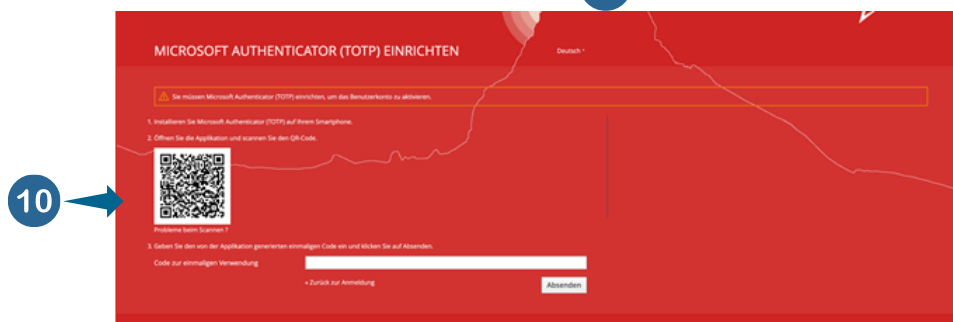 MICROSOFT AUTHENTICATOR (TOTP) EINRICHTEN
Deutsch
Sie müssen Microsoft Authenticator (TOTP) einrichten, um das Benutzerkonto zu aktivieren.
1. Installieren Sie Microsoft Authenticator (TOTP) auf Ihrem Smartphone.
2. Öffnen Sie die Applikation und scannen Sie den QR-Code.
10
Probleme beim Scannen ?
3. Geben Sie den von der Applikation generierten einmaligen Code ein und klicken Sie auf Absenden.
Code zur einmaligen Verwendung
« Zurück zur Anmeldung
Absenden